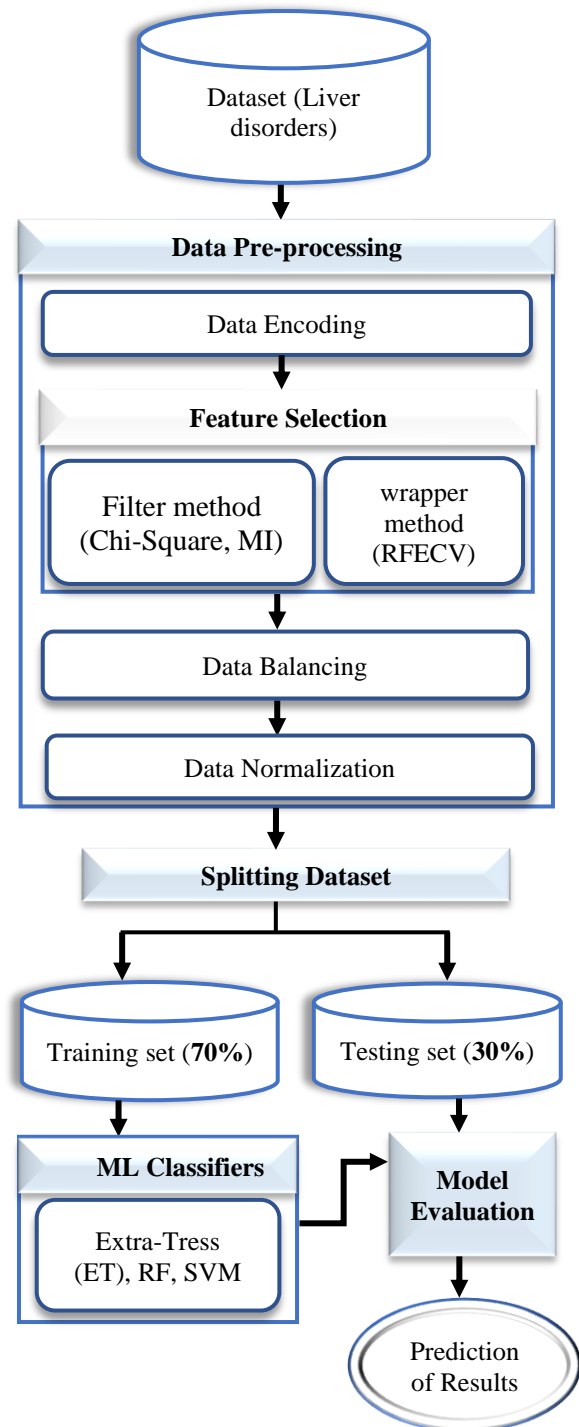 Dataset (Liver
disorders)
Data Pre-processing
Data Encoding
Feature Selection
Filter method
(Chi-Square, MI)
wrapper
method
(RFECV)
Data Balancing
Data Normalization
Splitting Dataset
Training set (70%)
Testing set (30%)
ML Classifiers
Extra-Tress
(ET), RF, SVM
Model
Evaluation
Prediction
of Results